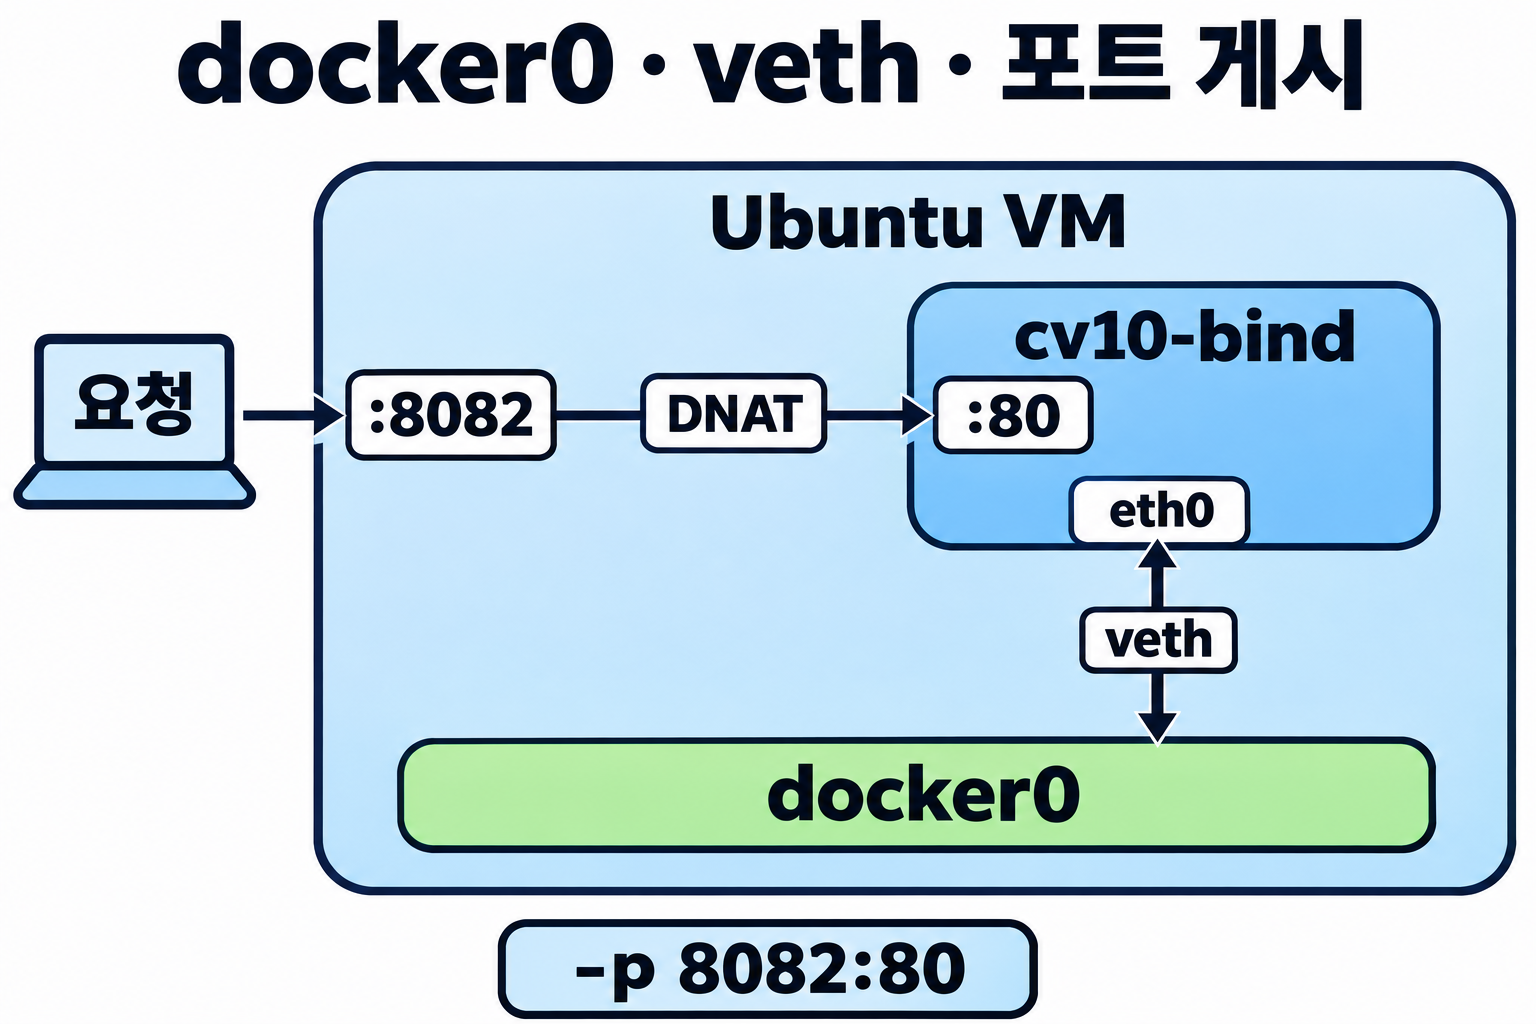 docker0 · veth · 포트 게시
Ubuntu VM
cv10-bind
요청
:8082
DNAT
:80
eth0
veth
docker0
-p 8082:80